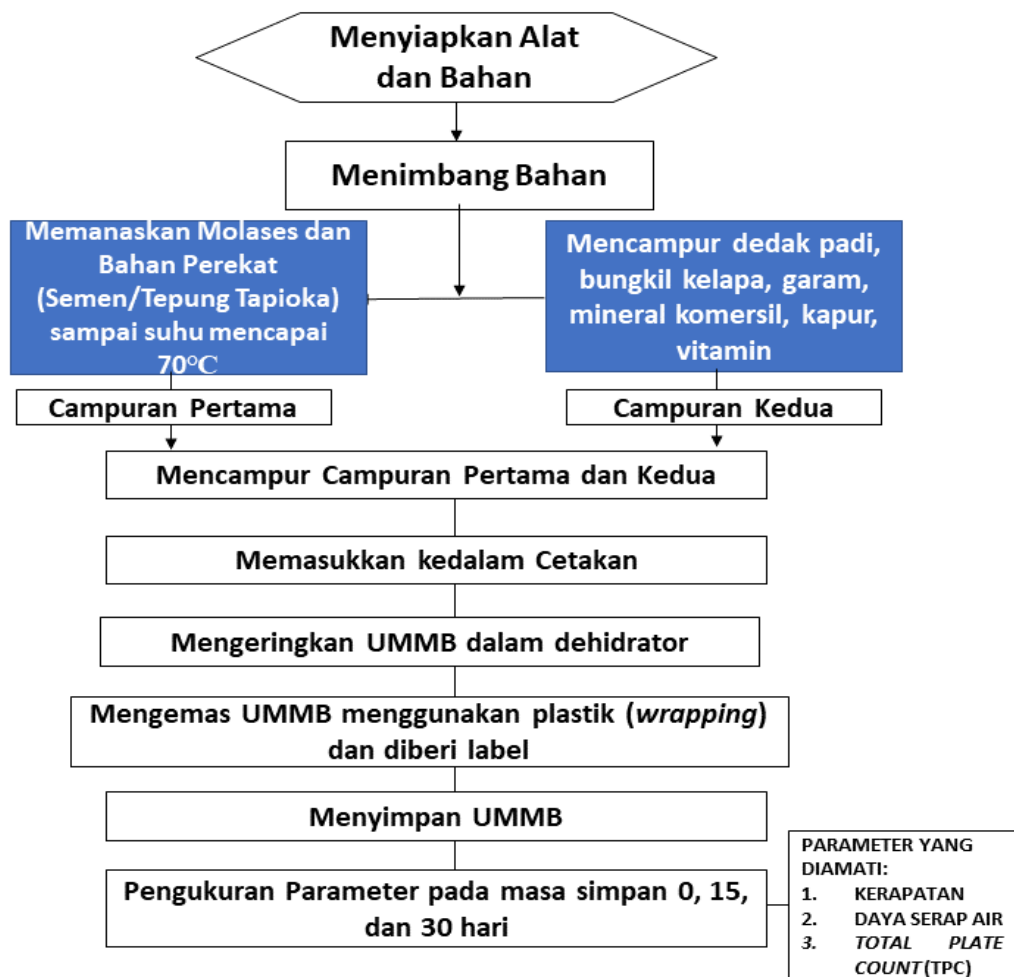 Menyiapkan Alat
dan Bahan
Menimbang Bahan
Memanaskan Molases dan
Bahan Perekat
(Semen/Tepung Tapioka)
sampai suhu mencapai
70°C
Mencampur dedak padi,
bungkil kelapa, garam,
mineral komersil, kapur,
vitamin
Campuran Pertama
Campuran Kedua
Mencampur Campuran Pertama dan Kedua
Memasukkan kedalam Cetakan
Mengeringkan UMMB dalam dehidrator
Mengemas UMMB menggunakan plastik (wrapping)
dan diberi label
Menyimpan UMMB
Pengukuran Parameter pada masa simpan 0, 15,
dan 30 hari
PARAMETER YANG
DIAMATI:
1. KERAPATAN
2. DAYA SERAP AIR
3. TOTAL PLATE
COUNT (TPC)